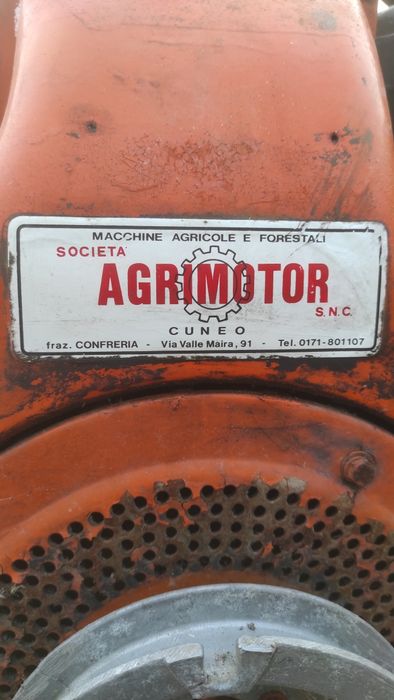 MACCHINE AGRICOLE E FORESTALI
SOCIETA'
AGRIMOTOR
S.N.C.
CUNEO
fraz. CONFRERIA - Via Valle Maira, 91 - Tel. 0171-801107